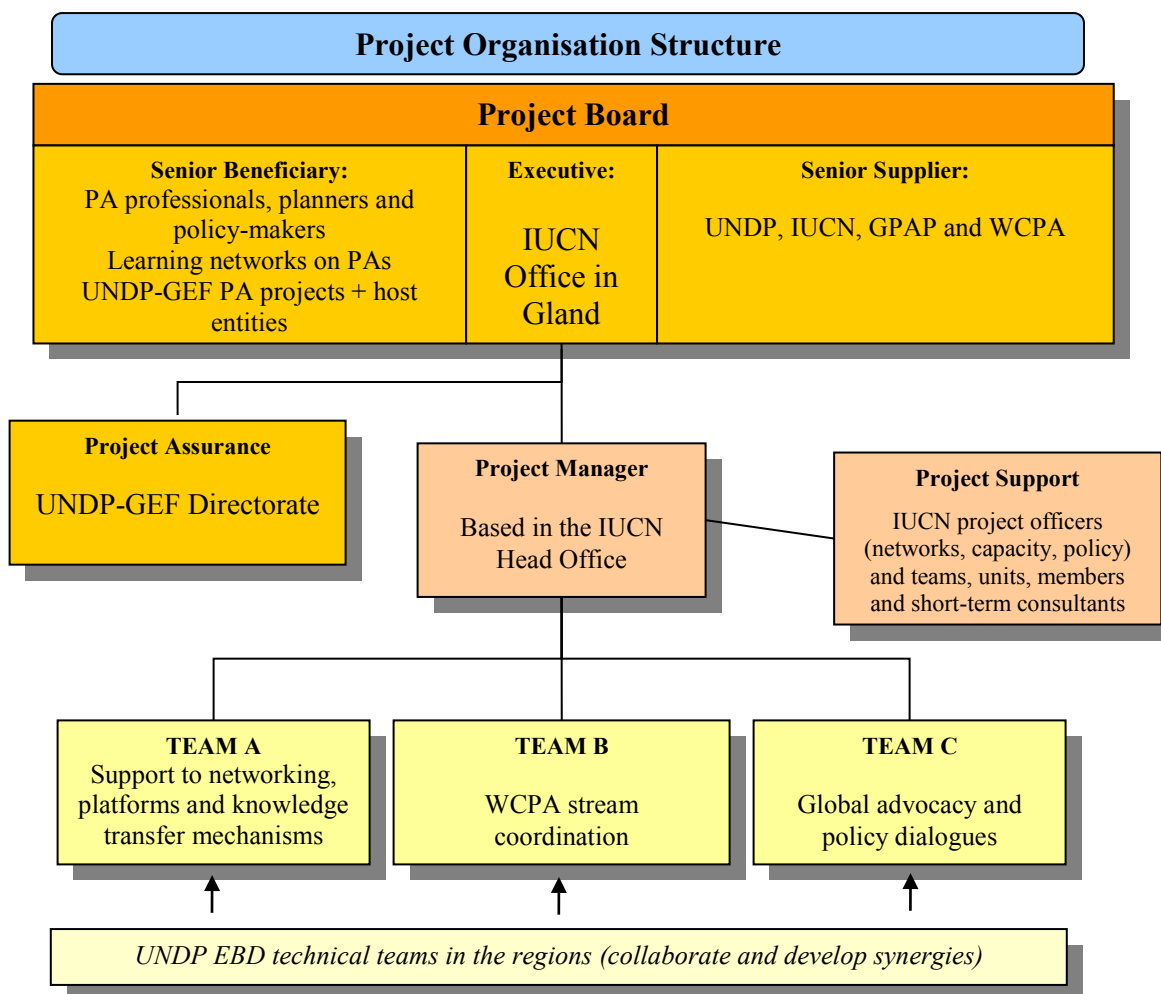 Project Organisation Structure
Project Board
Senior Beneficiary:
PA professionals, planners and
policy-makers
Learning networks on PAs
UNDP-GEF PA projects + host
entities
Executive:
IUCN
Office in
Gland
Senior Supplier:
UNDP, IUCN, GPAP and WCPA
Project Assurance
UNDP-GEF Directorate
Project Manager
Based in the IUCN
Head Office
Project Support
IUCN project officers
(networks, capacity, policy)
and teams, units, members
and short-term consultants
TEAM A
Support to networking,
platforms and knowledge
transfer mechanisms
TEAM B
WCPA stream
coordination
TEAM C
Global advocacy and
policy dialogues
UNDP EBD technical teams in the regions (collaborate and develop synergies)